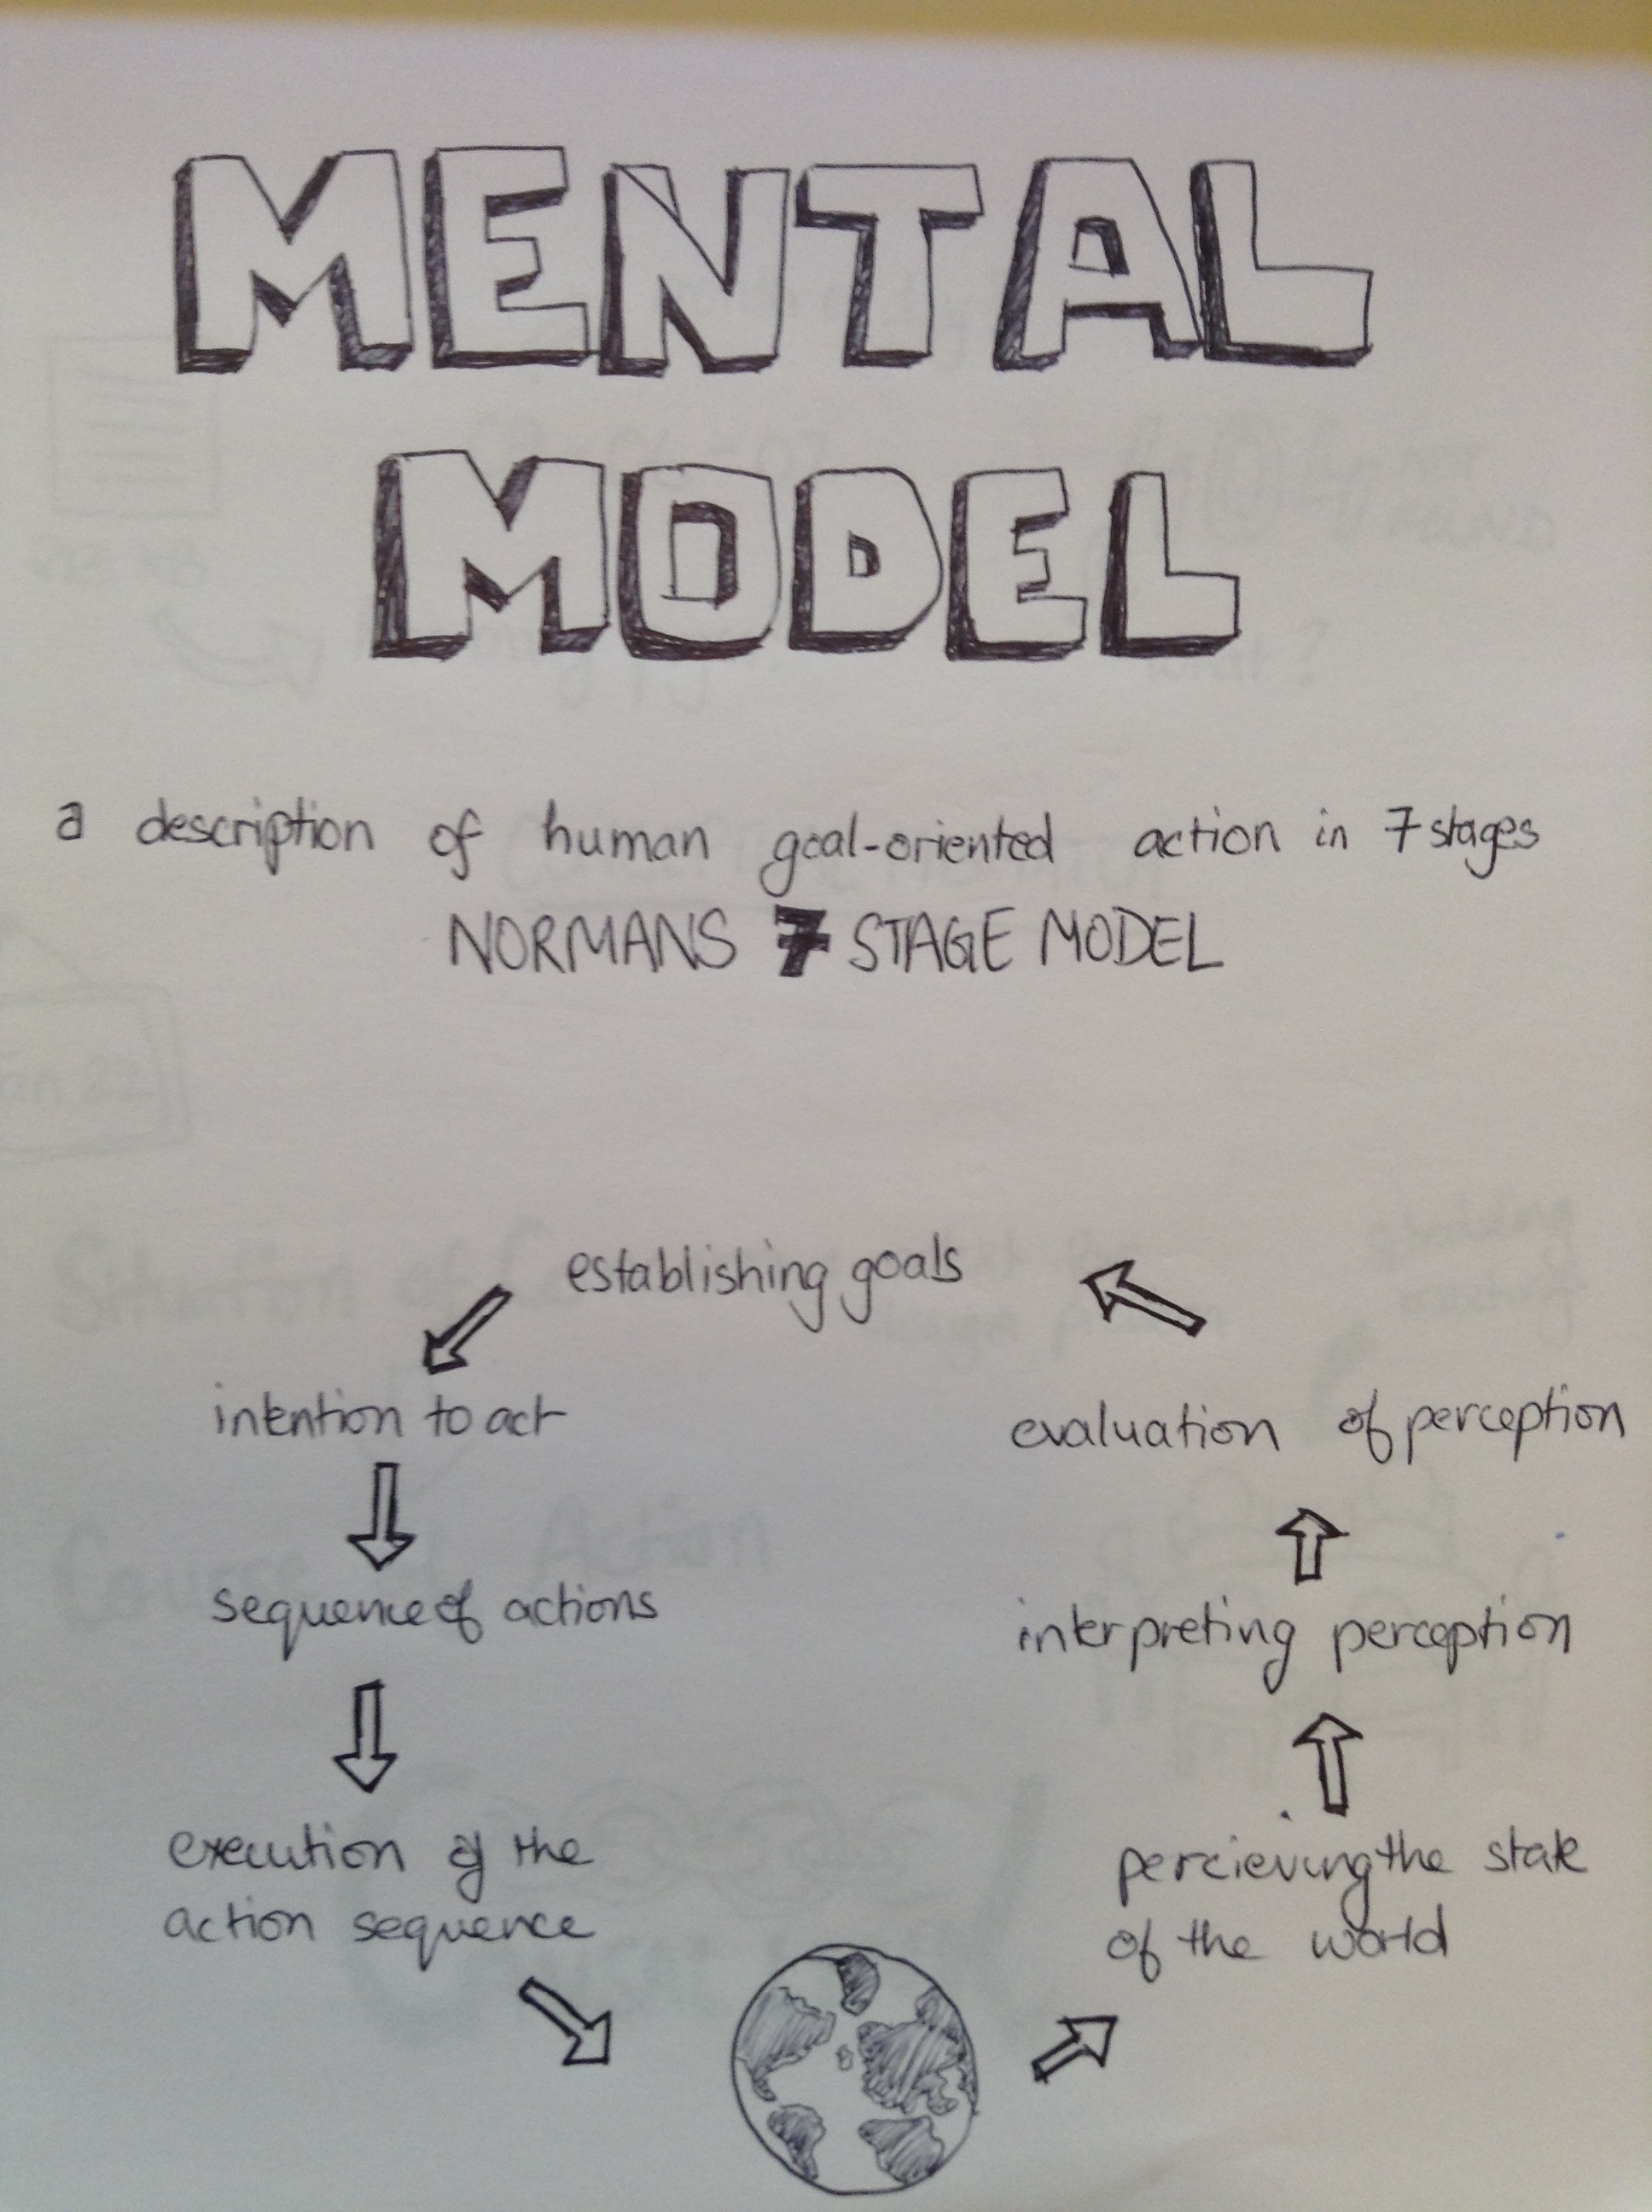 MENTAL
MODEL
a description of human goal-oriented action in 7 stages
NORMANS 7 STAGE MODEL
establishing goals
intention to act
evaluation of perception
sequence of actions
interpreting perception
execution of the
action sequence
percieving the state
of the world